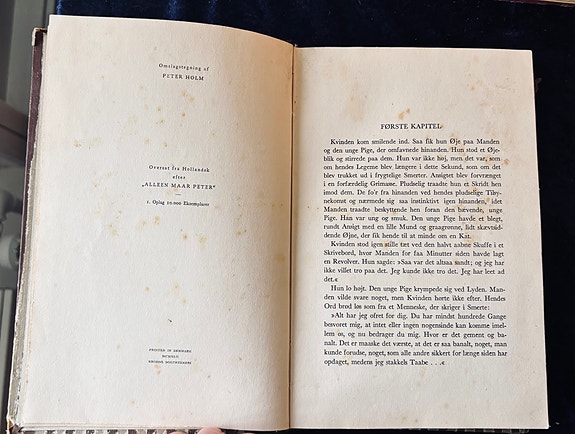 Omslagstegning af
PETER HOLM
Oversat fra Hollandsk
efter
„ALLEEN MAAR PETER"
1. Oplag 10 000 Eksemplarer
PRINTED IN DENMARK
MCMXLII
KRONOS BOGTRYKKERI
FØRSTE KAPITEL
Kvinden kom smilende ind. Saa fik hun Øje paa Manden
og den unge Pige, der omfavnede hinanden. Hun stod et Øje-
blik og stirrede paa dem. Hun var ikke høj, men det var, som
om hendes Legeme blev længere i dette Sekund, som om det
blev trukket ud i frygtelige Smerter. Ansigtet blev forvrænget
i en forfærdelig Grimasse. Pludselig traadte hun et Skridt hen
imod dem. De fo'r fra hinanden ved hendes pludselige Tilsy-
nekomst og nærmede sig saa instinktivt igen hinanden, idet
Manden traadte beskyttende hen foran den bævende, unge
Pige. Han var ung og smuk. Den unge Pige havde et blegt,
rundt Ansigt med en lille Mund og graagrønne, lidt skævtsid-
dende Øjne, der fik hende til at minde om en Kat.
Kvinden stod igen stille tæt ved den halvt aabne Skuffe i et
Skrivebord, hvor Manden for faa Minutter siden havde lagt
en Revolver. Hun sagde: »Saa var det altsaa sandt; og jeg har
ikke villet tro paa det. Jeg kunde ikke tro det. Jeg har leet ad
det.«
Hun lo højt. Den unge Pige krympede sig ved Lyden. Man-
den vilde svare noget, men Kvinden hørte ikke efter. Hendes
Ord brød løs som fra et Menneske, der skriger i Smerte:
»Alt har jeg ofret for dig. Du har mindst hundrede Gange
besvoret mig, at intet eller ingen nogensinde kan komme imel-
lem os, og nu bedrager du mig. Hvor er det gement og ba-
nalt. Det er maaske det værste, at det er saa banalt, noget, man
kunde forudse, noget, som alle andre sikkert for længe siden har
opdaget, medens jeg stakkels Taabe . . .«